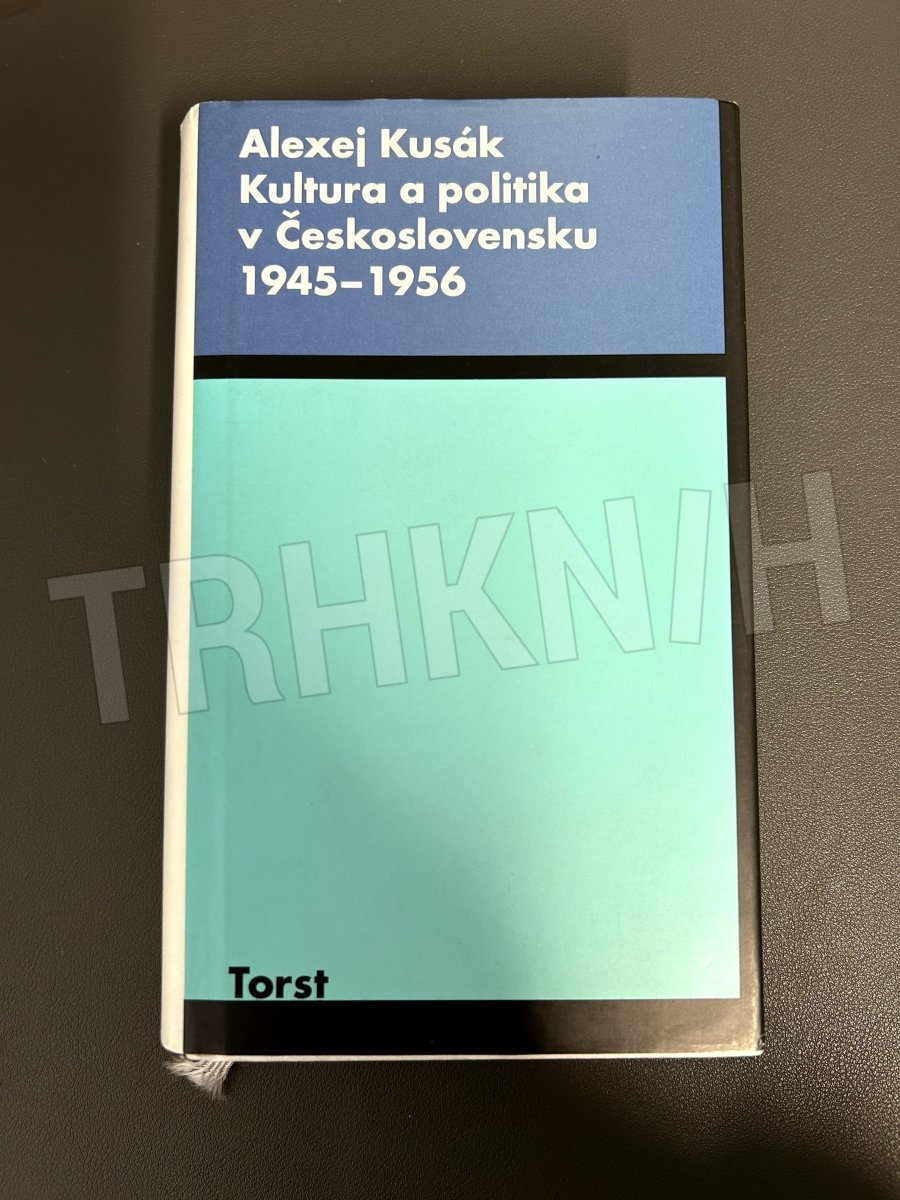 Alexej Kusák
Kultura a politika
v Československu
1945–1956
TRHKNIH
Torst